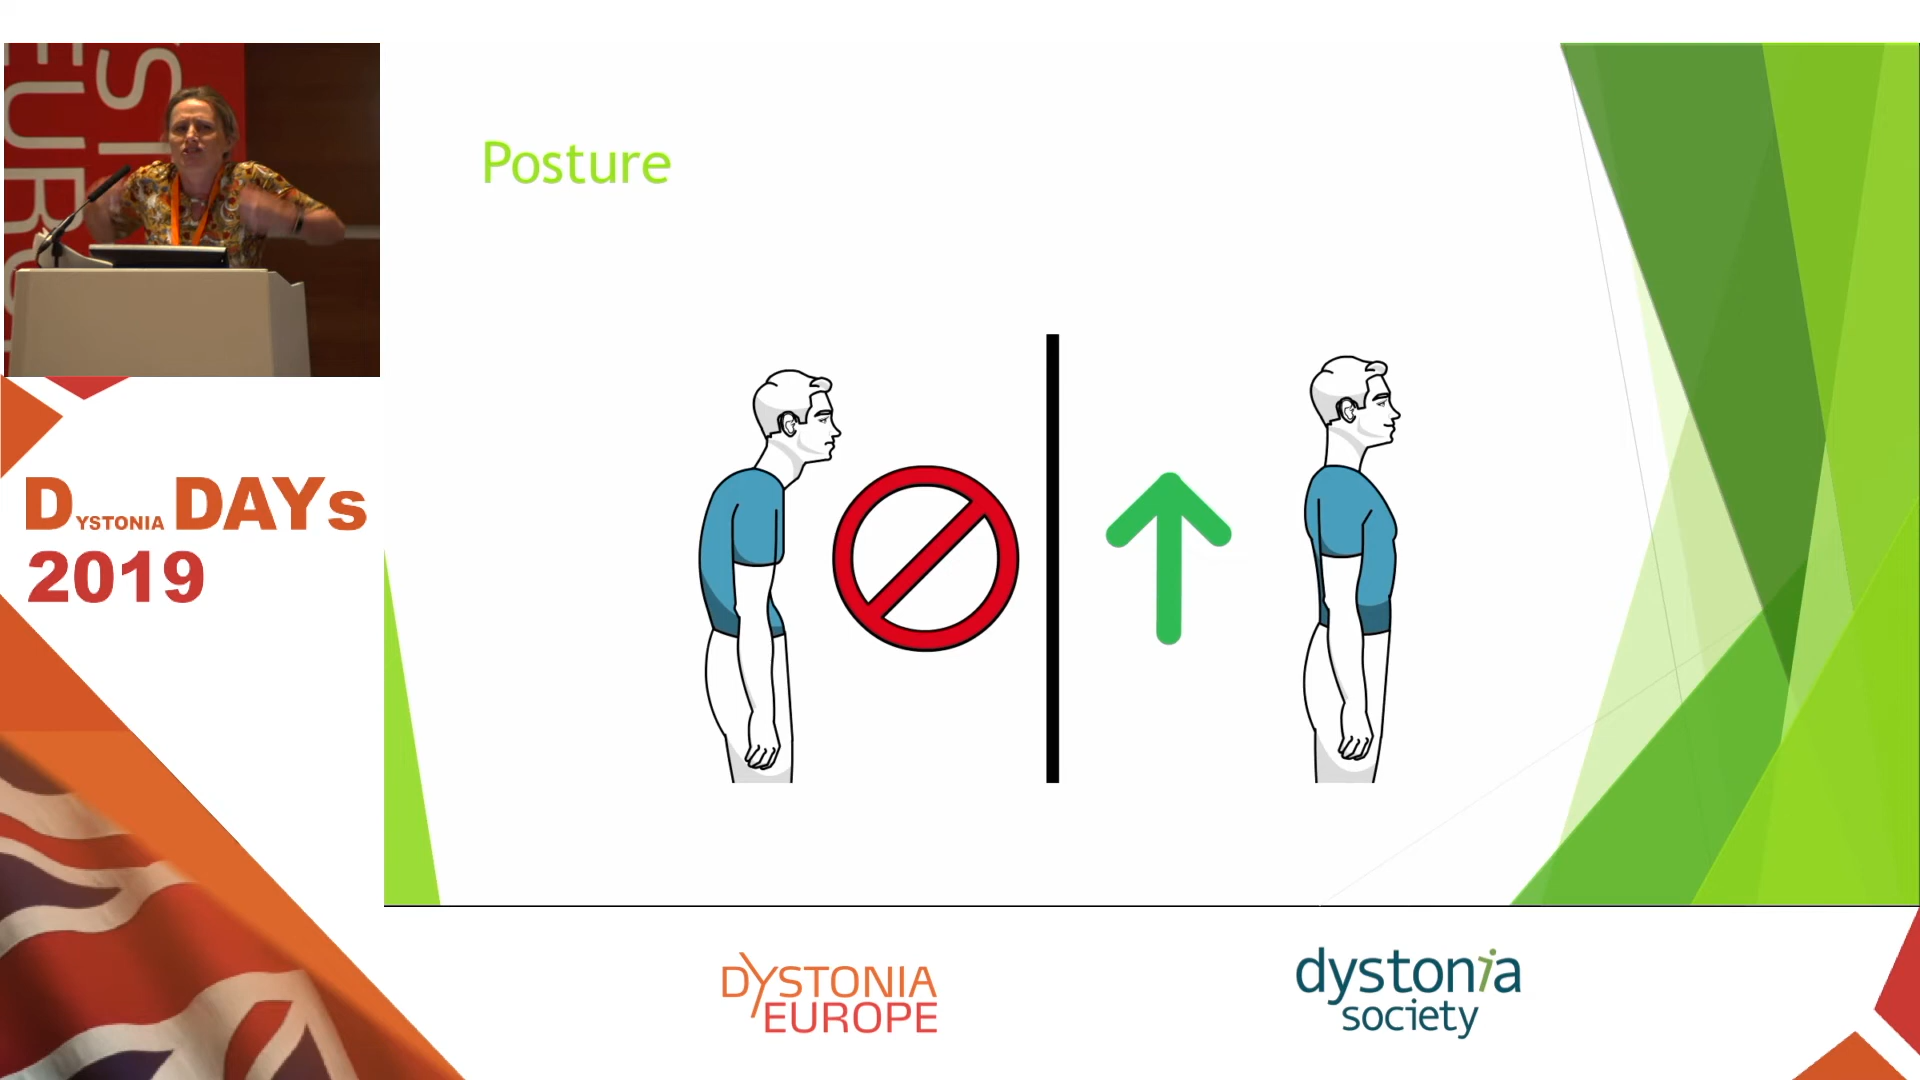 Posture
DYSTONIA DAYs
2019
DYSTONIA
EUROPE
dystonia
society